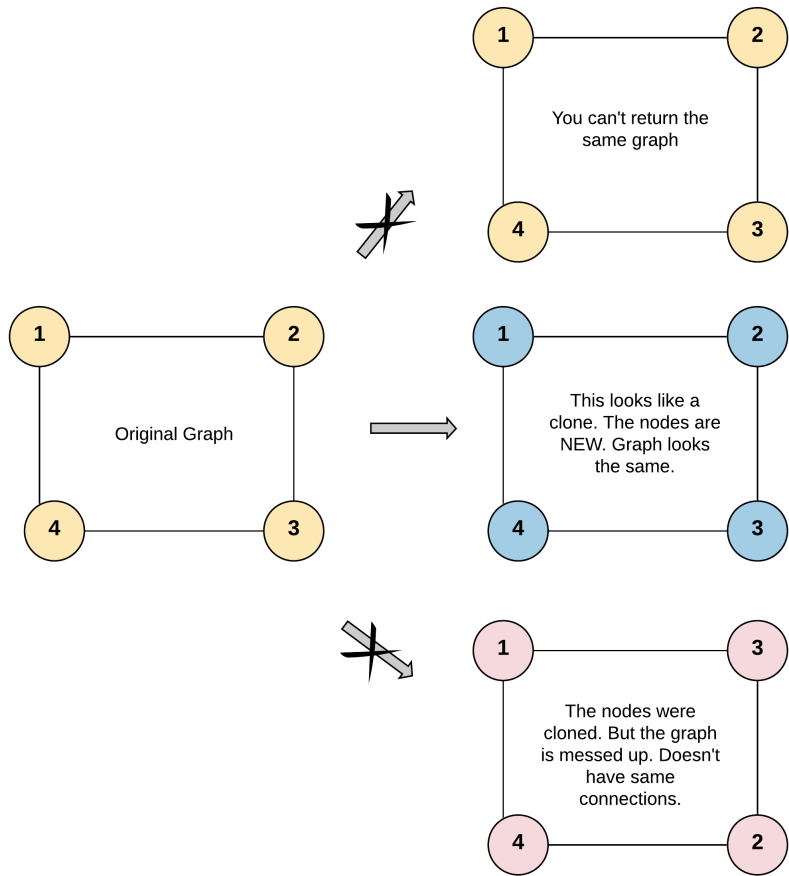 1
2
You can't return the
same graph
4
3
1
2
Original Graph
4
3
1
2
This looks like a
clone. The nodes are
NEW. Graph looks
the same.
4
3
1
3
The nodes were
cloned. But the graph
is messed up. Doesn't
have same
connections.
4
2